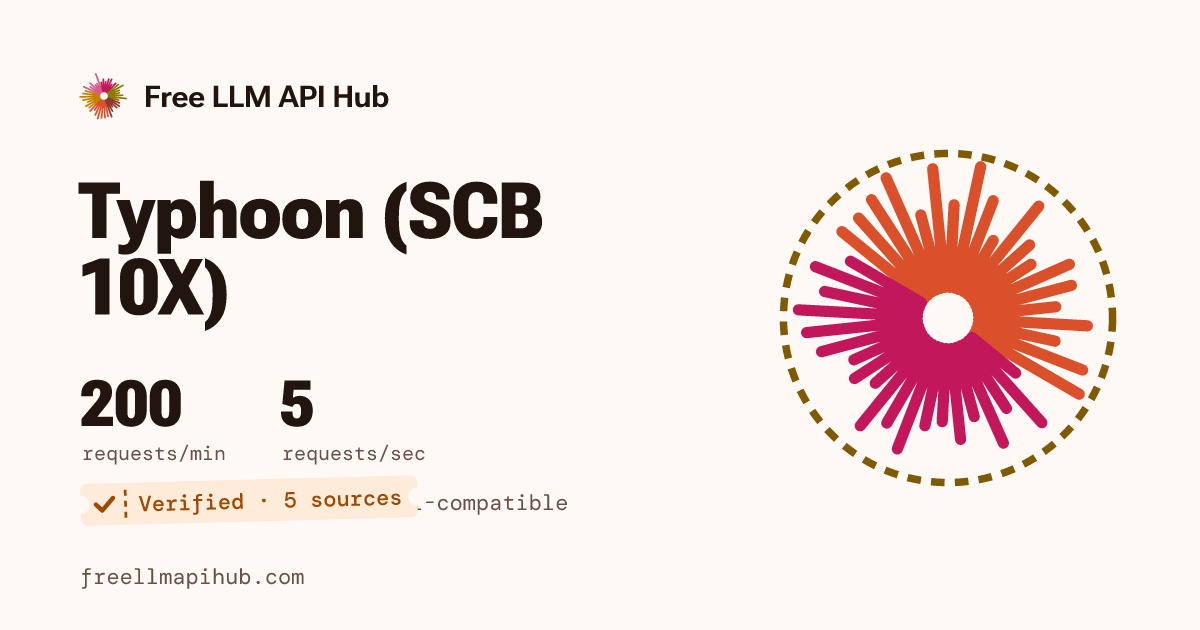 Free LLM API Hub
Typhoon (SCB
10X)
200 5
requests/min requests/sec
Verified · 5 sources -compatible
freellmapihub.com